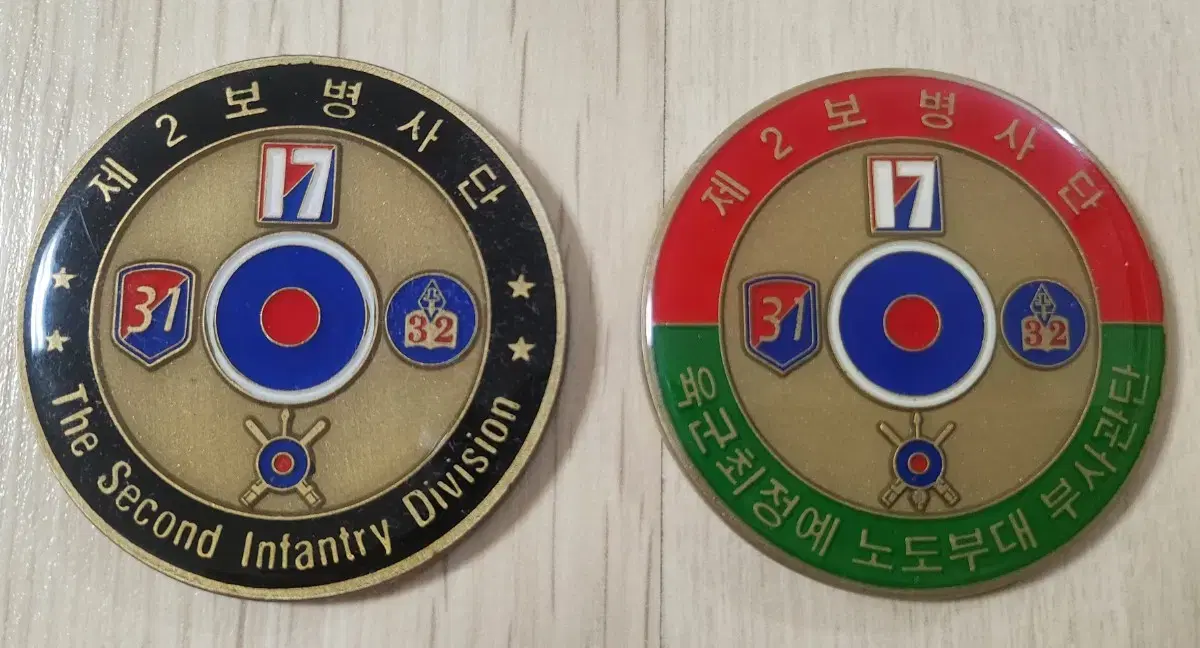 제2보병사단
17
31
32
The Second Infantry Division
제2보병사단
17
31
32
육군최정예 노도부대 부사관단